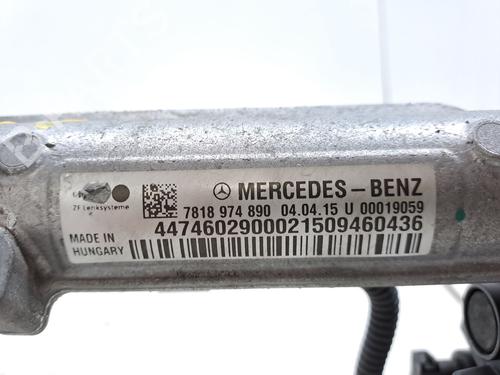 ZF Lenksysteme
MERCEDES-BENZ
7818 974 890 04.04.15 U 00019059
44746029000021509460436
MADE IN
HUNGARY